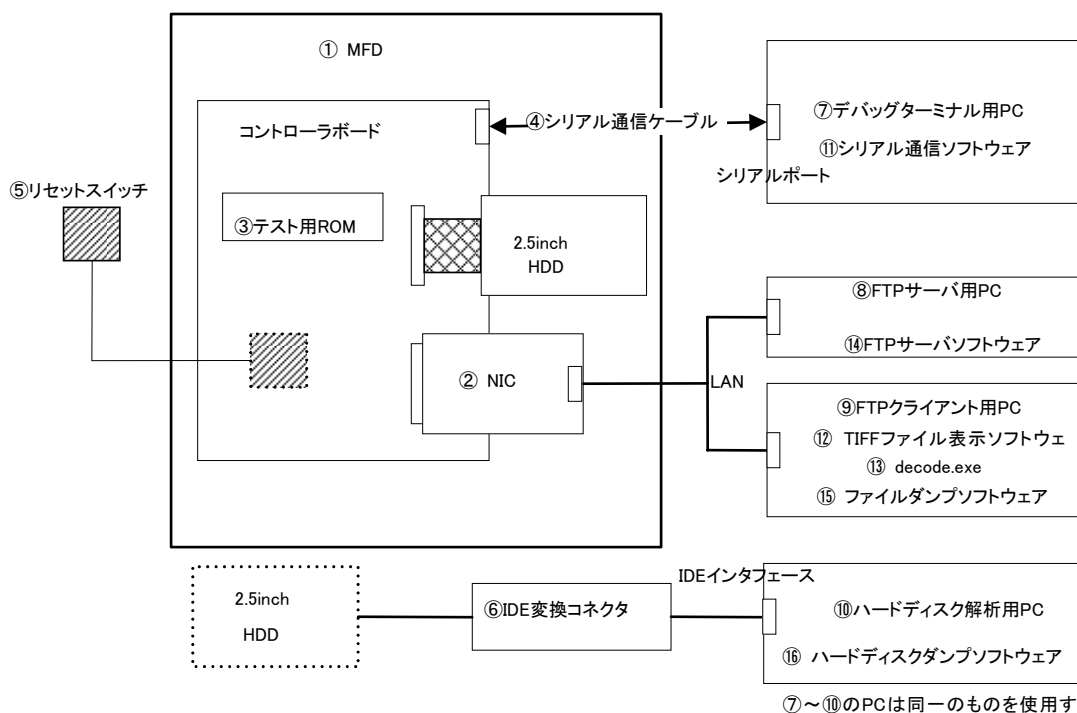 ① MFD
コントローラボード
④シリアル通信ケーブル
⑦デバッグターミナル用PC
⑪シリアル通信ソフトウェア
シリアルポート
⑤リセットスイッチ
③テスト用ROM
2.5inch
HDD
⑧FTPサーバ用PC
⑭FTPサーバソフトウェア
② NIC
LAN
⑨FTPクライアント用PC
⑫ TIFFファイル表示ソフトウェ
⑬ decode.exe
⑮ ファイルダンプソフトウェア
2.5inch
HDD
⑥IDE変換コネクタ
IDEインタフェース
⑩ハードディスク解析用PC
⑯ ハードディスクダンプソフトウェア
⑦～⑩のPCは同一のものを使用す